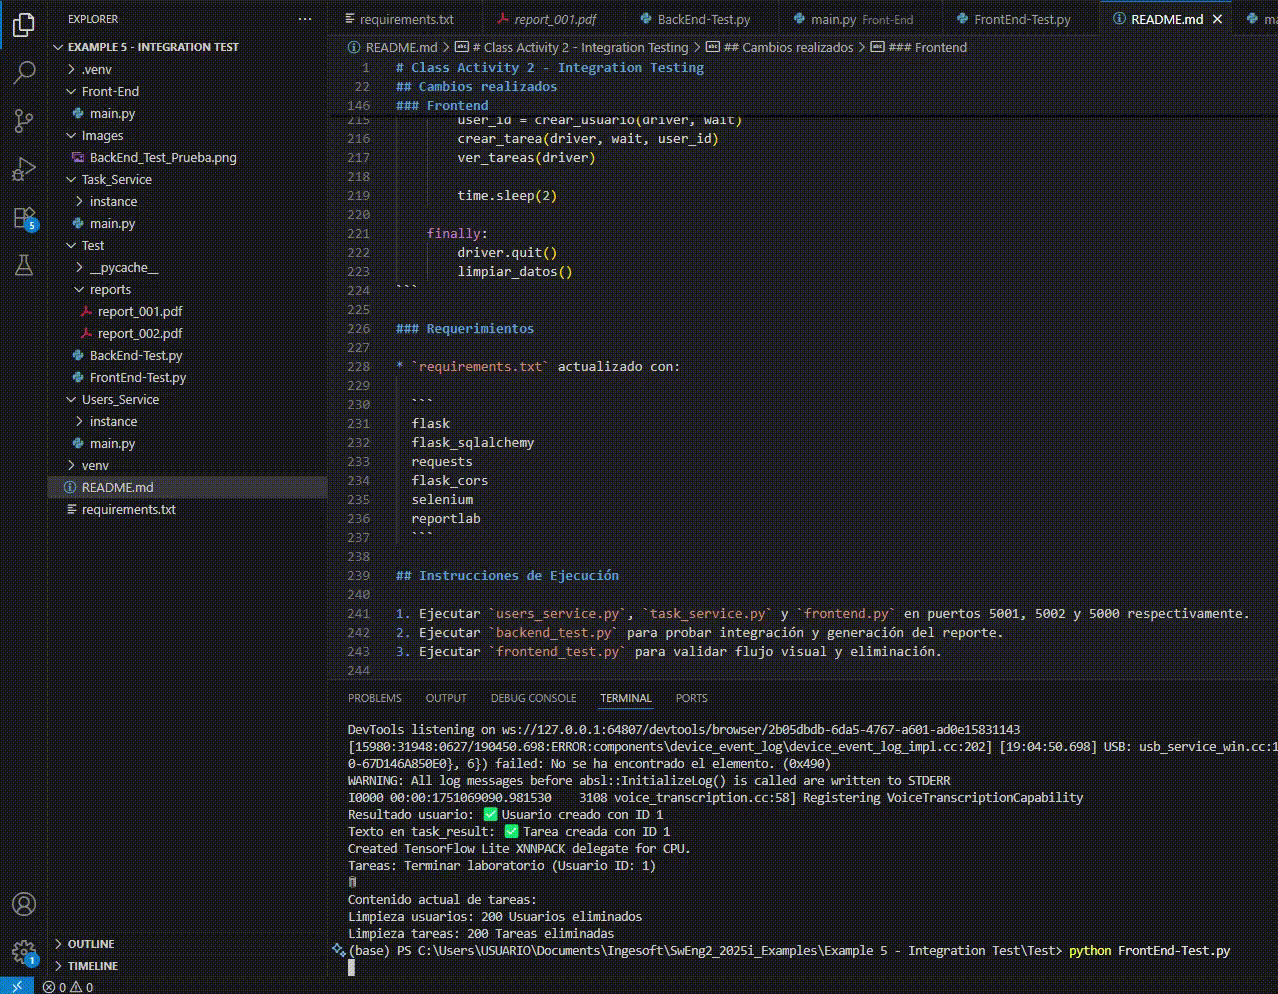 EXPLORER
EXAMPLE 5 - INTEGRATION TEST
.venv
Front-End
main.py
Images
BackEnd_Test_Prueba.png
Task_Service
instance
main.py
Test
__pycache__
reports
report_001.pdf
report_002.pdf
BackEnd-Test.py
FrontEnd-Test.py
Users_Service
instance
main.py
venv
README.md
requirements.txt
OUTLINE
TIMELINE
5
1
0 0
requirements.txt report_001.pdf BackEnd-Test.py main.py Front-End FrontEnd-Test.py README.md
README.md > # Class Activity 2 - Integration Testing > ## Cambios realizados > ### Frontend
1 # Class Activity 2 - Integration Testing
22 ## Cambios realizados
146 ### Frontend
215 user_id = crear_usuario(driver, wait)
216 crear_tarea(driver, wait, user_id)
217 ver_tareas(driver)
218
219 time.sleep(2)
220
221 finally:
222 driver.quit()
223 limpiar_datos()
224 ```
225
226 ### Requerimientos
227
228 * `requirements.txt` actualizado con:
229
230 ```
231 flask
232 flask_sqlalchemy
233 requests
234 flask_cors
235 selenium
236 reportlab
237 ```
238
239 ## Instrucciones de Ejecución
240
241 1. Ejecutar `users_service.py`, `task_service.py` y `frontend.py` en puertos 5001, 5002 y 5000 respectivamente.
242 2. Ejecutar `backend_test.py` para probar integración y generación del reporte.
243 3. Ejecutar `frontend_test.py` para validar flujo visual y eliminación.
244
PROBLEMS OUTPUT DEBUG CONSOLE TERMINAL PORTS
DevTools listening on ws://127.0.0.1:64807/devtools/browser/2b05dbdb-6da5-4767-a601-ad0e15831143
[15980:31948:0627/190450.698:ERROR:components\device_event_log\device_event_log_impl.cc:202] [19:04:50.698] USB: usb_service_win.cc:1
0-67D146A850E0}, 6}) failed: No se ha encontrado el elemento. (0x490)
WARNING: All log messages before absl::InitializeLog() is called are written to STDERR
I0000 00:00:1751069090.981530 3108 voice_transcription.cc:58] Registering VoiceTranscriptionCapability
Resultado usuario: ✅ Usuario creado con ID 1
Texto en task_result: ✅ Tarea creada con ID 1
Created TensorFlow Lite XNNPACK delegate for CPU.
Tareas: Terminar laboratorio (Usuario ID: 1)
Contenido actual de tareas:
Limpieza usuarios: 200 Usuarios eliminados
Limpieza tareas: 200 Tareas eliminadas
(base) PS C:\Users\USUARIO\Documents\Ingesoft\SwEng2_2025i_Examples\Example 5 - Integration Test\Test> python FrontEnd-Test.py